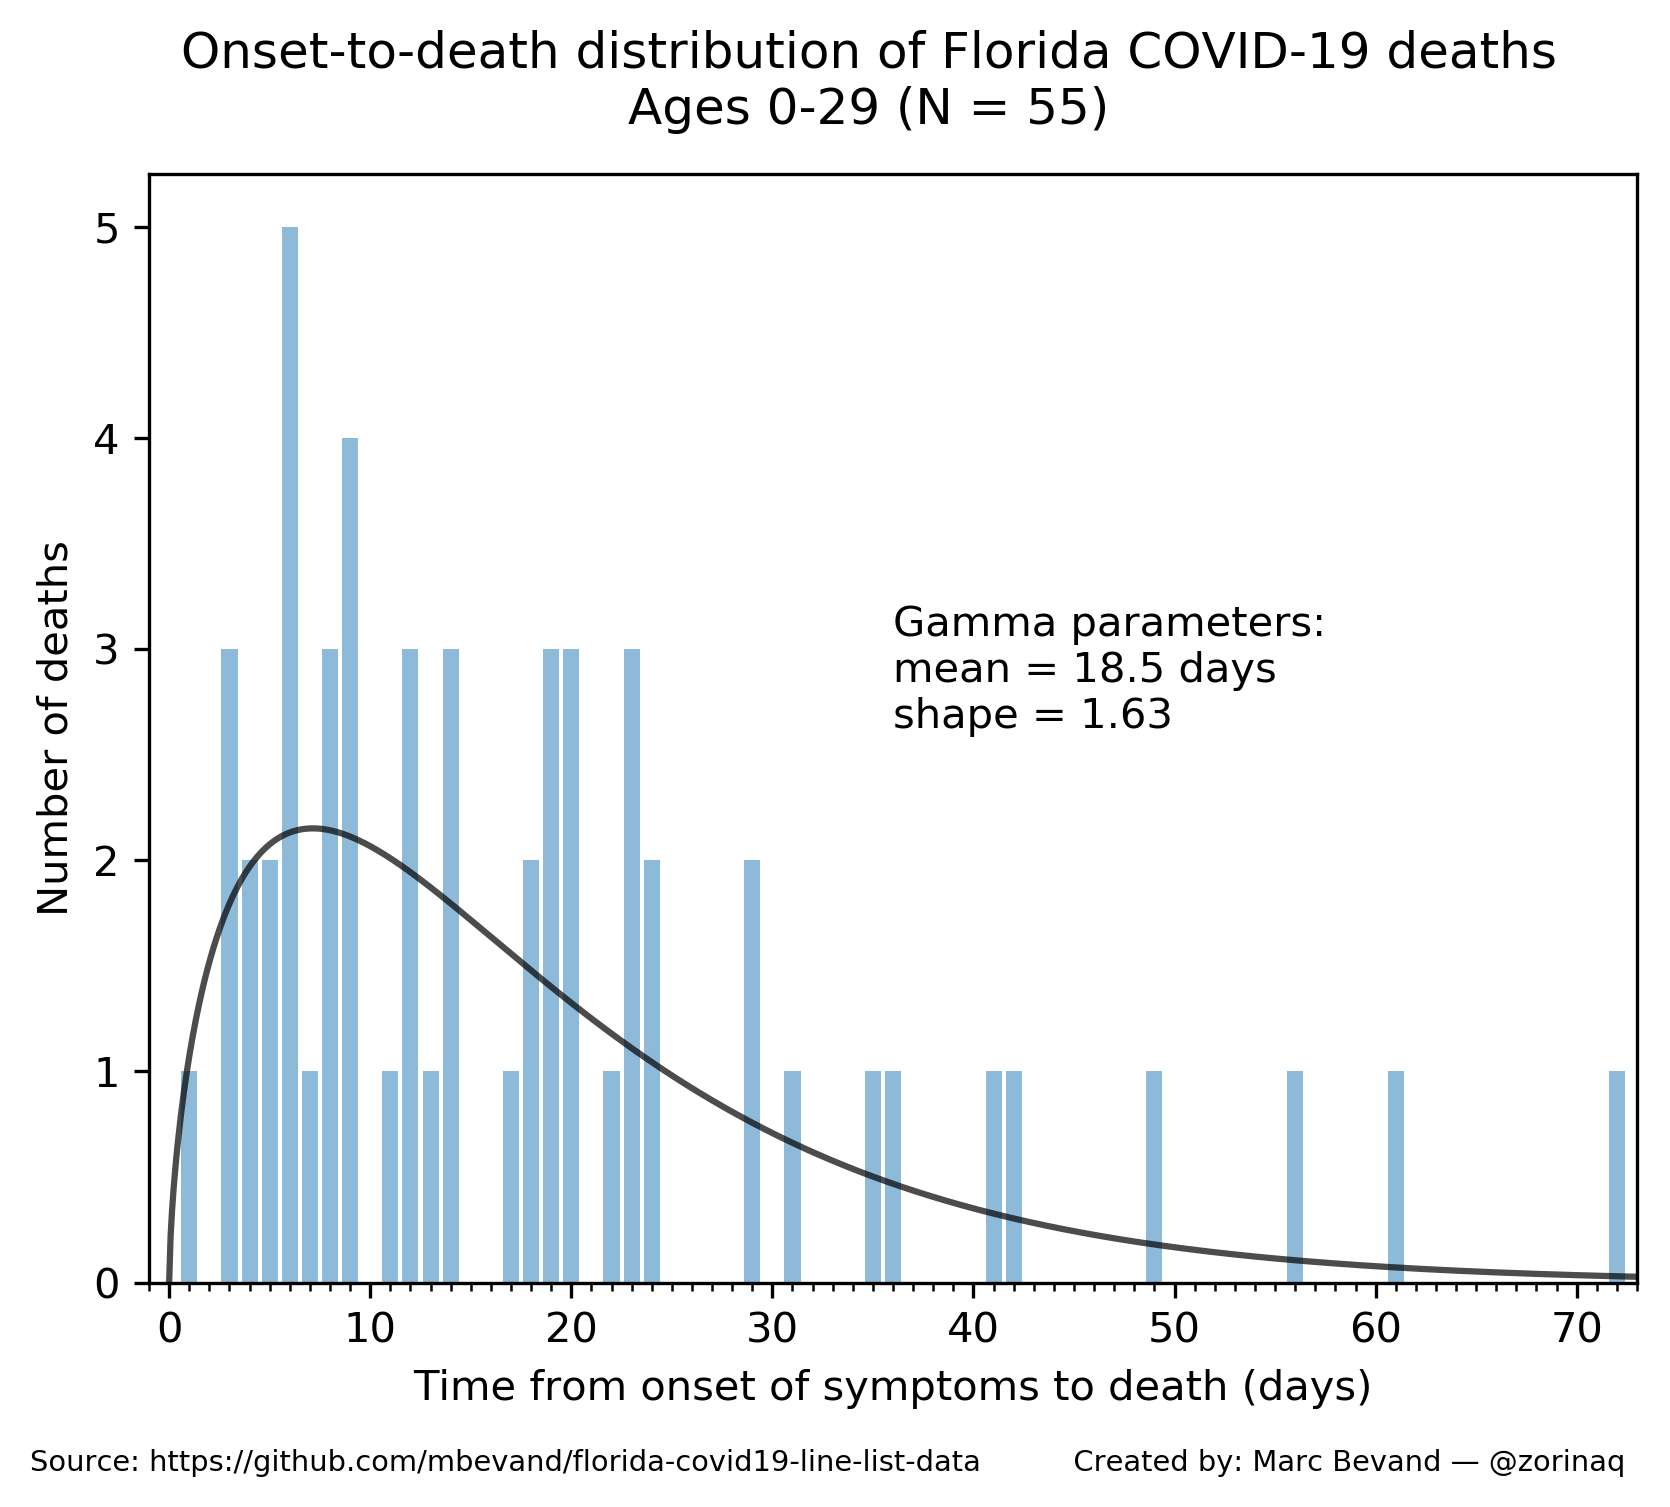 Onset-to-death distribution of Florida COVID-19 deaths
Ages 0-29 (N = 55)
Number of deaths
5
4
3
2
1
0
Gamma parameters:
mean = 18.5 days
shape = 1.63
0 10 20 30 40 50 60 70
Time from onset of symptoms to death (days)
Source: https://github.com/mbevand/florida-covid19-line-list-data
Created by: Marc Bevand — @zorinaq